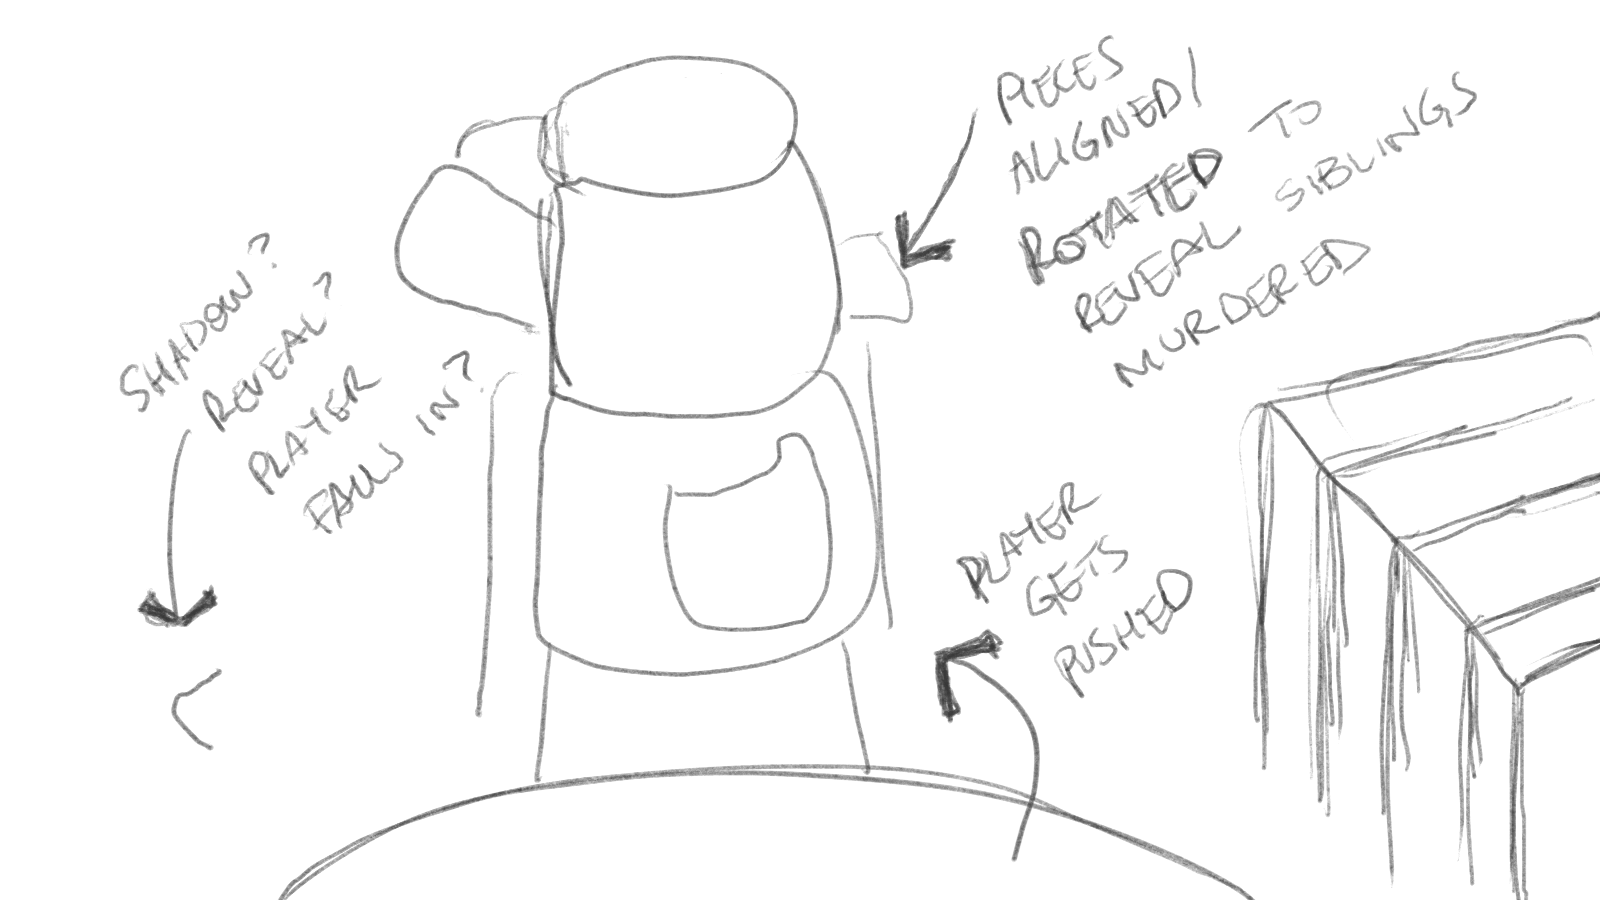 SHADOW?
REVEAL?
PLAYER
FALLS IN?
PIECES
ALIGNED/
ROTATED TO
REVEAL SIBLINGS
MURDERED
PLAYER
GETS
PUSHED